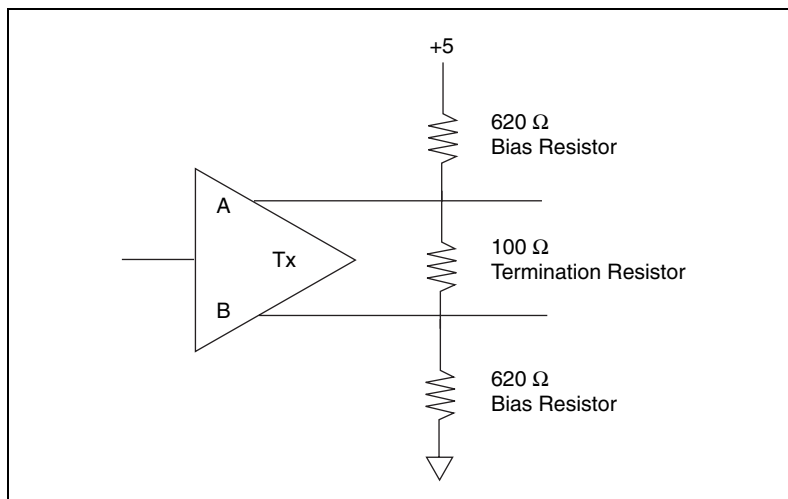 +5
620 Ω
Bias Resistor
A
100 Ω
Termination Resistor
Tx
B
620 Ω
Bias Resistor